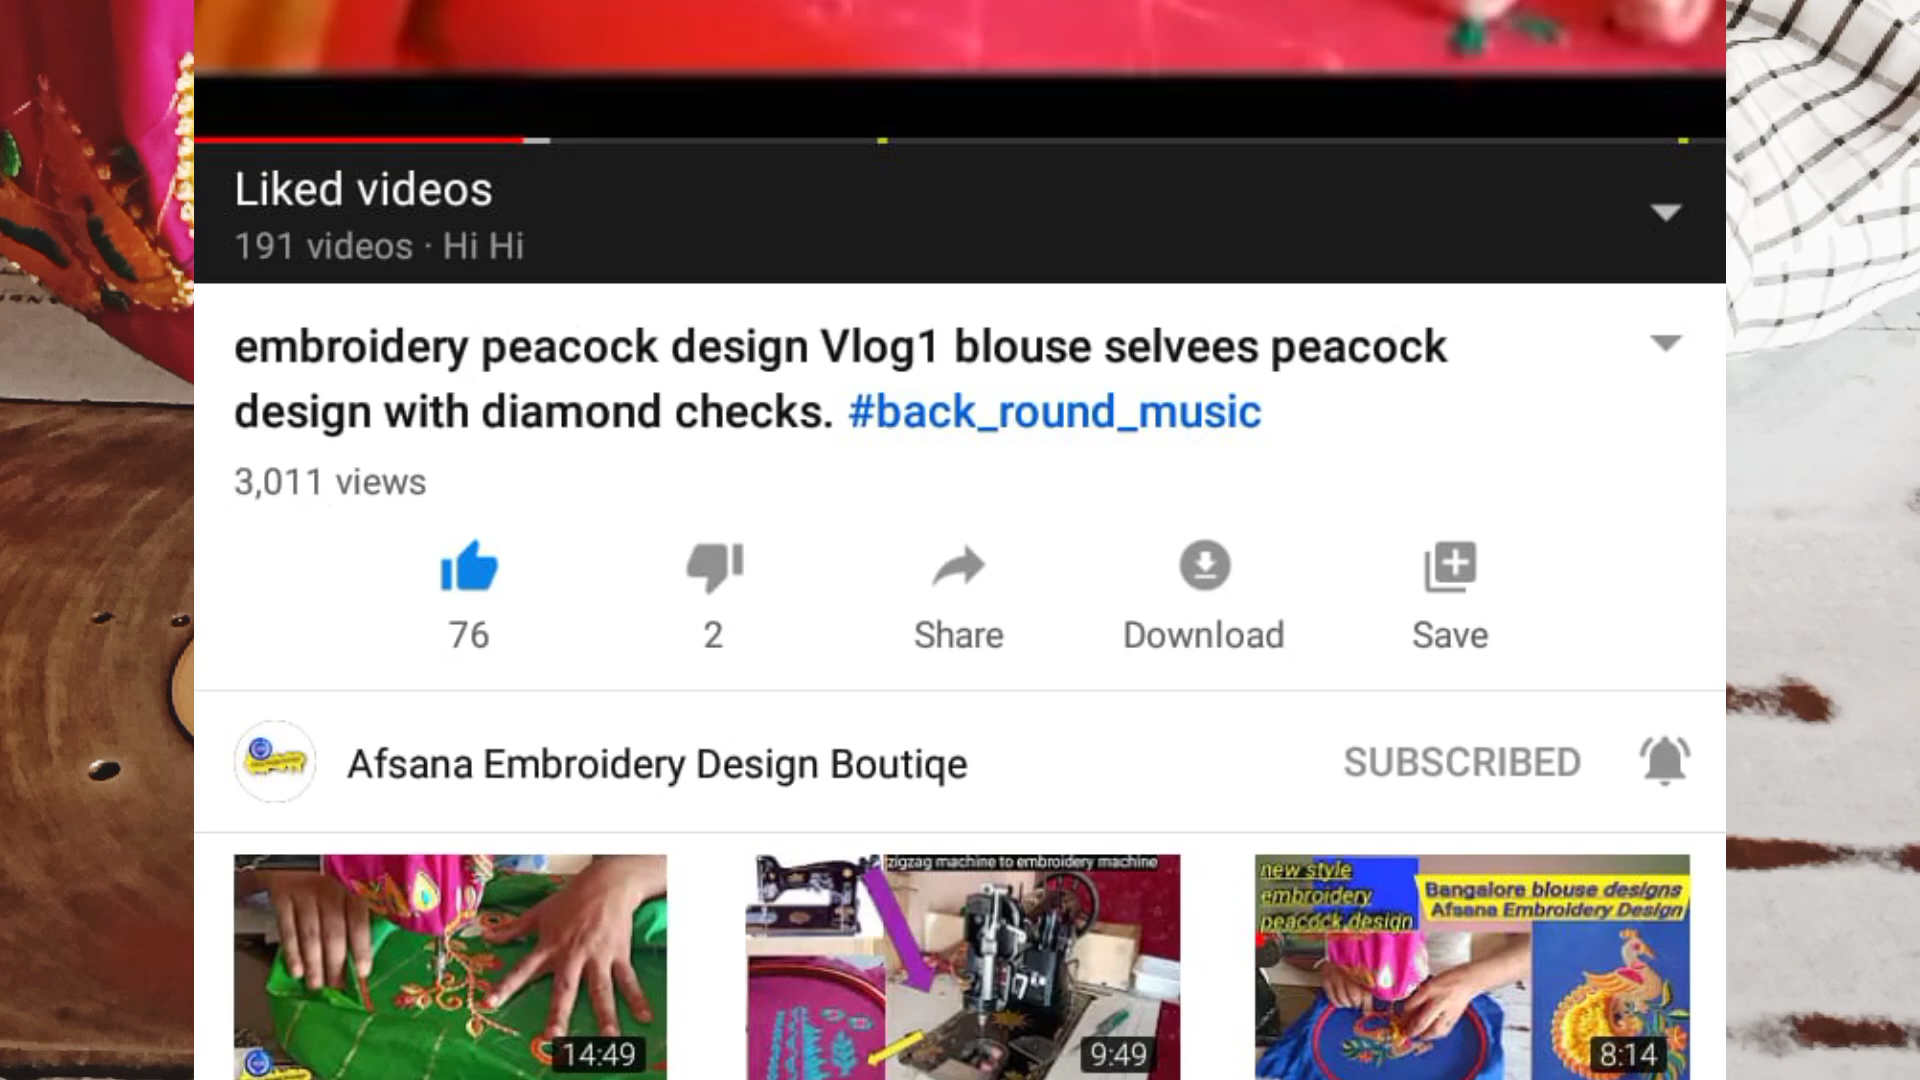 Liked videos
191 videos · Hi Hi
embroidery peacock design Vlog1 blouse selvees peacock
design with diamond checks. #back_round_music
3,011 views
76
2
Share
Download
Save
Afsana Embroidery Design Boutiqe
SUBSCRIBED
14:49
zigzag machine to embroidery machine
9:49
new style
embroidery
peacock design
Bangalore blouse designs
Afsana Embroidery Design
8:14